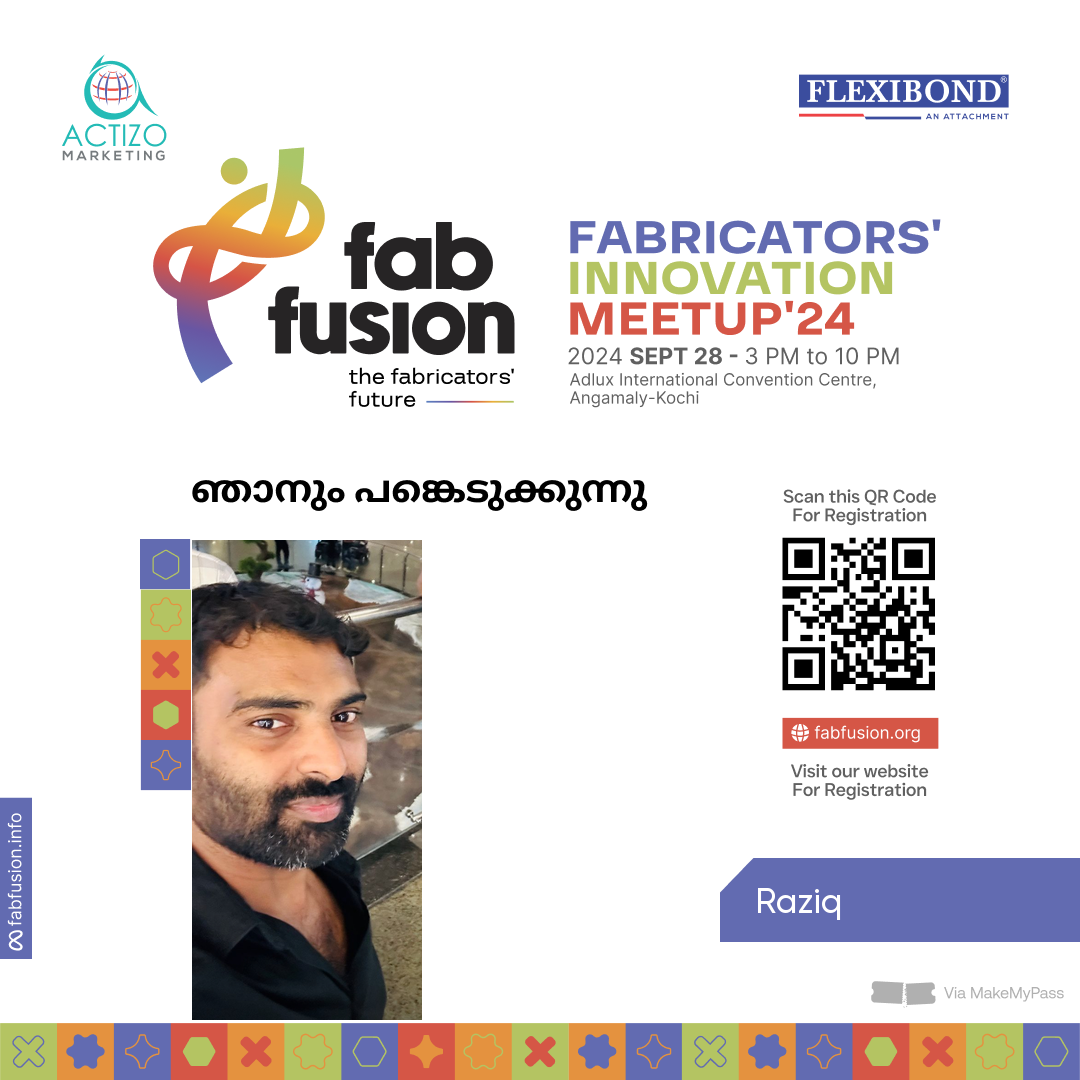 ACTIZO
MARKETING
FLEXIBOND®
AN ATTACHMENT
fab
fusion
the fabricators'
future
FABRICATORS'
INNOVATION
MEETUP'24
2024 SEPT 28 - 3 PM to 10 PM
Adlux International Convention Centre,
Angamaly-Kochi
ഞാനും പങ്കെടുക്കുന്നു
Scan this QR Code
For Registration
fabfusion.org
Visit our website
For Registration
fabfusion.info
Raziq
Via MakeMyPass